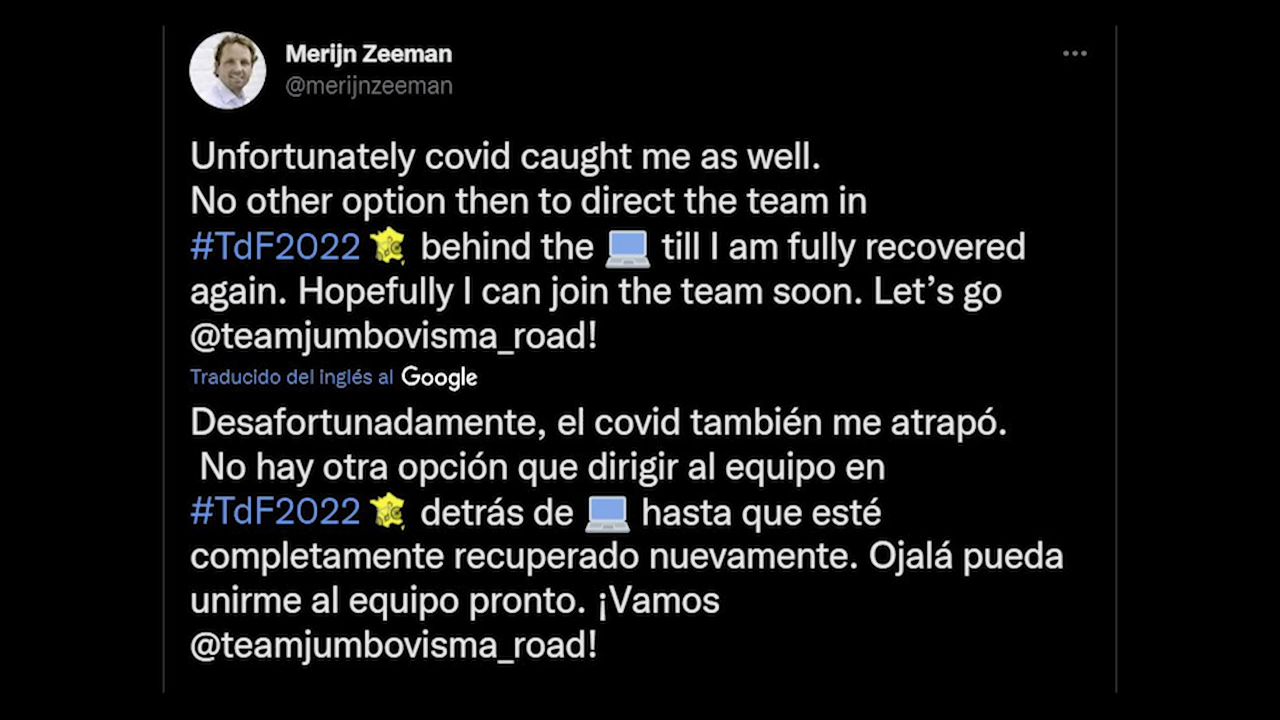 Merijn Zeeman
@merijnzeeman
Unfortunately covid caught me as well.
No other option then to direct the team in
#TdF2022 behind the 💻 till I am fully recovered
again. Hopefully I can join the team soon. Let’s go
@teamjumbovisma_road!
Traducido del inglés al Google
Desafortunadamente, el covid también me atrapó.
No hay otra opción que dirigir al equipo en
#TdF2022 detrás de 💻 hasta que esté
completamente recuperado nuevamente. Ojalá pueda
unirme al equipo pronto. ¡Vamos
@teamjumbovisma_road!